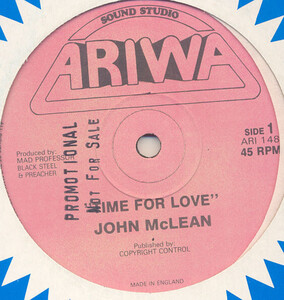 SOUND STUDIO
ARIWA
PROMOTIONAL
NOT FOR SALE
Produced by:
MAD PROFESSOR
BLACK STEEL
& PREACHER
SIDE 1
ARI 148
45 RPM
"TIME FOR LOVE"
JOHN McLEAN
Published by:
COPYRIGHT CONTROL
MADE IN ENGLAND